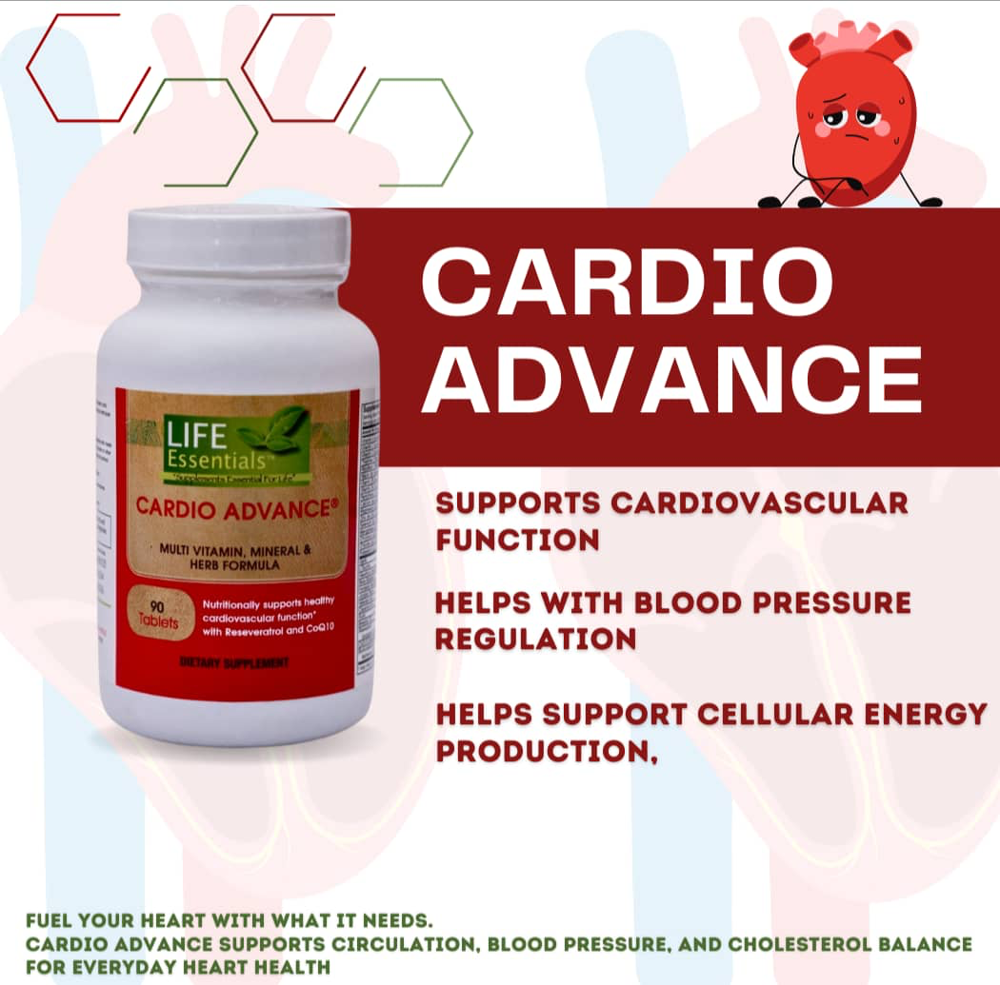 CARDIO
ADVANCE
LIFE
Essentials™
"Supplements Essential For Life"
CARDIO ADVANCE®
MULTI VITAMIN, MINERAL &
HERB FORMULA
90
Tablets
Nutritionally supports healthy
cardiovascular function*
with Reseveratrol and CoQ10
DIETARY SUPPLEMENT
SUPPORTS CARDIOVASCULAR
FUNCTION
HELPS WITH BLOOD PRESSURE
REGULATION
HELPS SUPPORT CELLULAR ENERGY
PRODUCTION,
FUEL YOUR HEART WITH WHAT IT NEEDS.
CARDIO ADVANCE SUPPORTS CIRCULATION, BLOOD PRESSURE, AND CHOLESTEROL BALANCE
FOR EVERYDAY HEART HEALTH